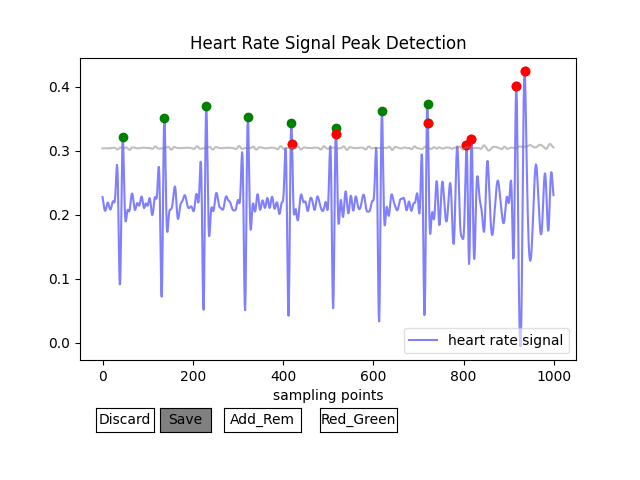 Heart Rate Signal Peak Detection
0.4
0.3
0.2
0.1
0.0
heart rate signal
0 200 400 600 800 1000
sampling points
Discard Save Add_Rem Red_Green